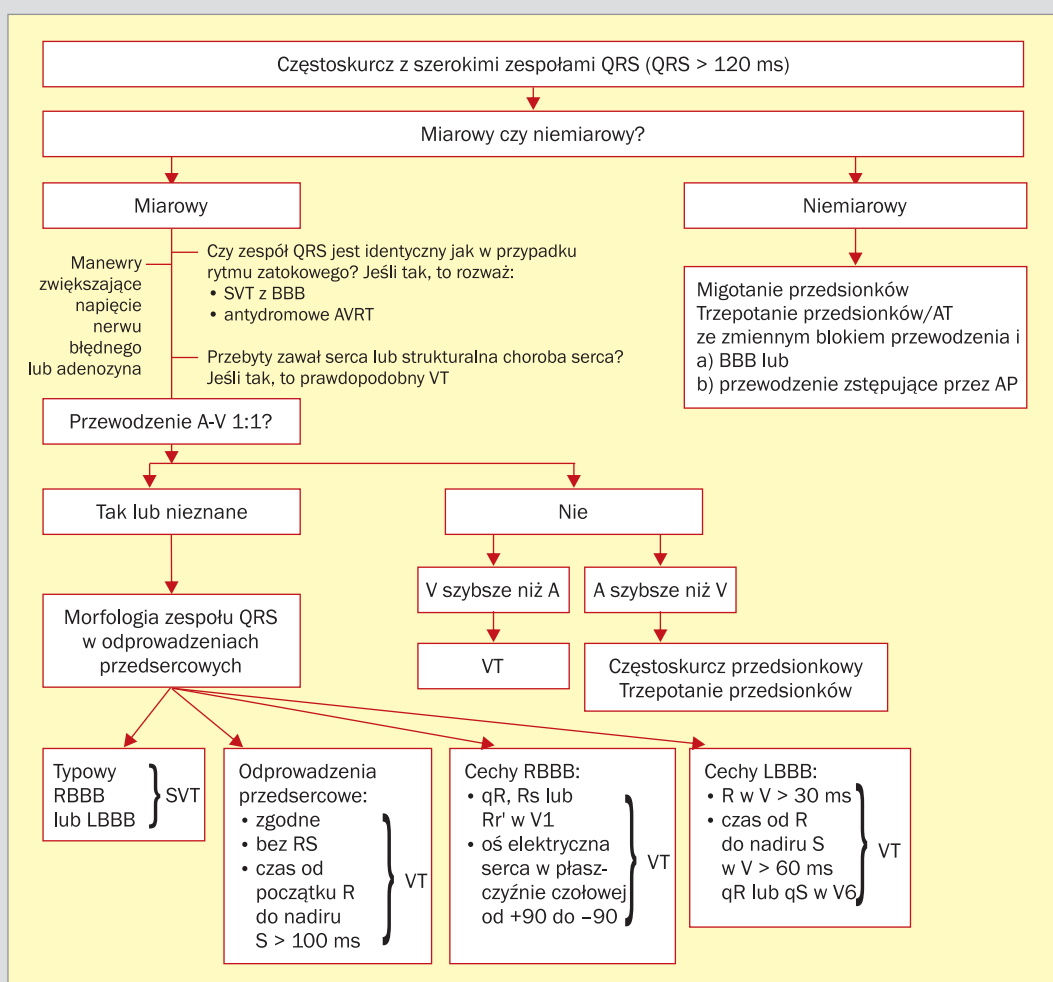 Częstoskurcz z szerokimi zespołami QRS (QRS > 120 ms)
Miarowy czy niemiarowy?
Miarowy
Niemiarowy
Manewry
zwiększające
napięcie
nerwu
błędnego
lub adenozyna
Czy zespół QRS jest identyczny jak w przypadku
rytmu zatokowego? Jeśli tak, to rozważ:
• SVT z BBB
• antydromowe AVRT
Przebyty zawał serca lub strukturalna choroba serca?
Jeśli tak, to prawdopodobny VT
Migotanie przedsionków
Trzepotanie przedsionków/AT
ze zmiennym blokiem przewodzenia i
a) BBB lub
b) przewodzenie zstępujące przez AP
Przewodzenie A-V 1:1?
Tak lub nieznane
Nie
V szybsze niż A
A szybsze niż V
Morfologia zespołu QRS
w odprowadzeniach
przedsercowych
VT
Częstoskurcz przedsionkowy
Trzepotanie przedsionków
Typowy
RBBB
lub LBBB
SVT
Odprowadzenia
przedsercowe:
• zgodne
• bez RS
• czas od
początku R
do nadiru
S > 100 ms
VT
Cechy RBBB:
• qR, Rs lub
Rr' w V1
• oś elektryczna
serca w płasz-
czyźnie czołowej
od +90 do –90
VT
Cechy LBBB:
• R w V > 30 ms
• czas od R
do nadiru S
w V > 60 ms
qR lub qS w V6
VT